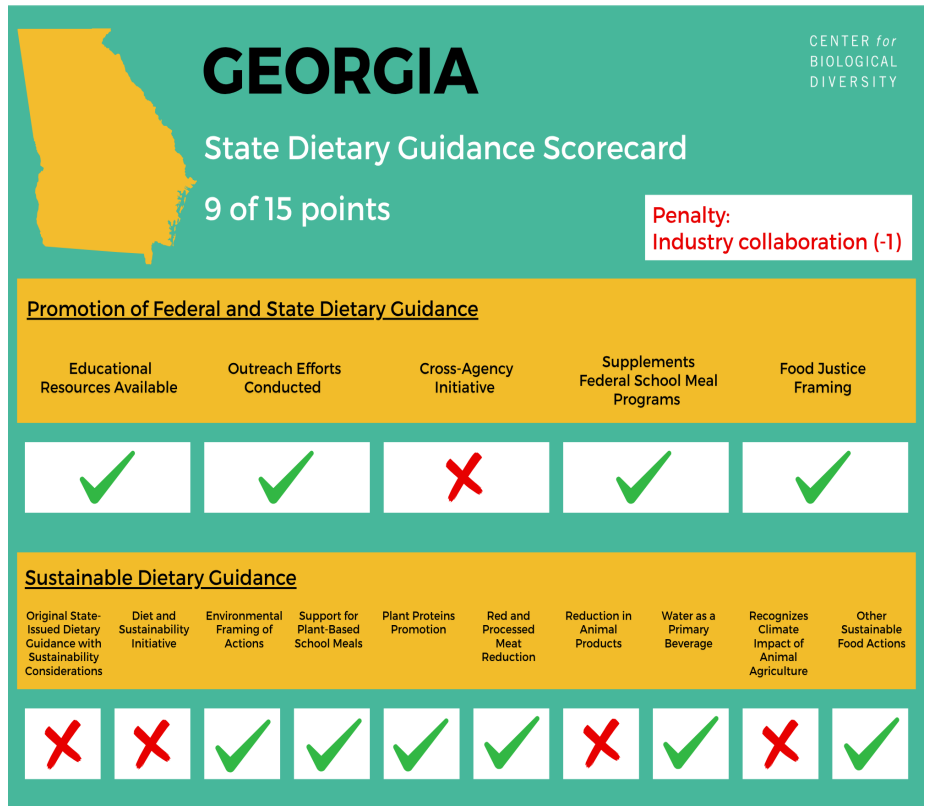 GEORGIA
CENTER for
BIOLOGICAL
DIVERSITY
State Dietary Guidance Scorecard
9 of 15 points
Penalty:
Industry collaboration (-1)
Promotion of Federal and State Dietary Guidance
Educational
Resources Available
Outreach Efforts
Conducted
Cross-Agency
Initiative
Supplements
Federal School Meal
Programs
Food Justice
Framing
Sustainable Dietary Guidance
Original State-
Issued Dietary
Guidance with
Sustainability
Considerations
Diet and
Sustainability
Initiative
Environmental
Framing of
Actions
Support for
Plant-Based
School Meals
Plant Proteins
Promotion
Red and
Processed
Meat
Reduction
Reduction in
Animal
Products
Water as a
Primary
Beverage
Recognizes
Climate
Impact of
Animal
Agriculture
Other
Sustainable
Food Actions